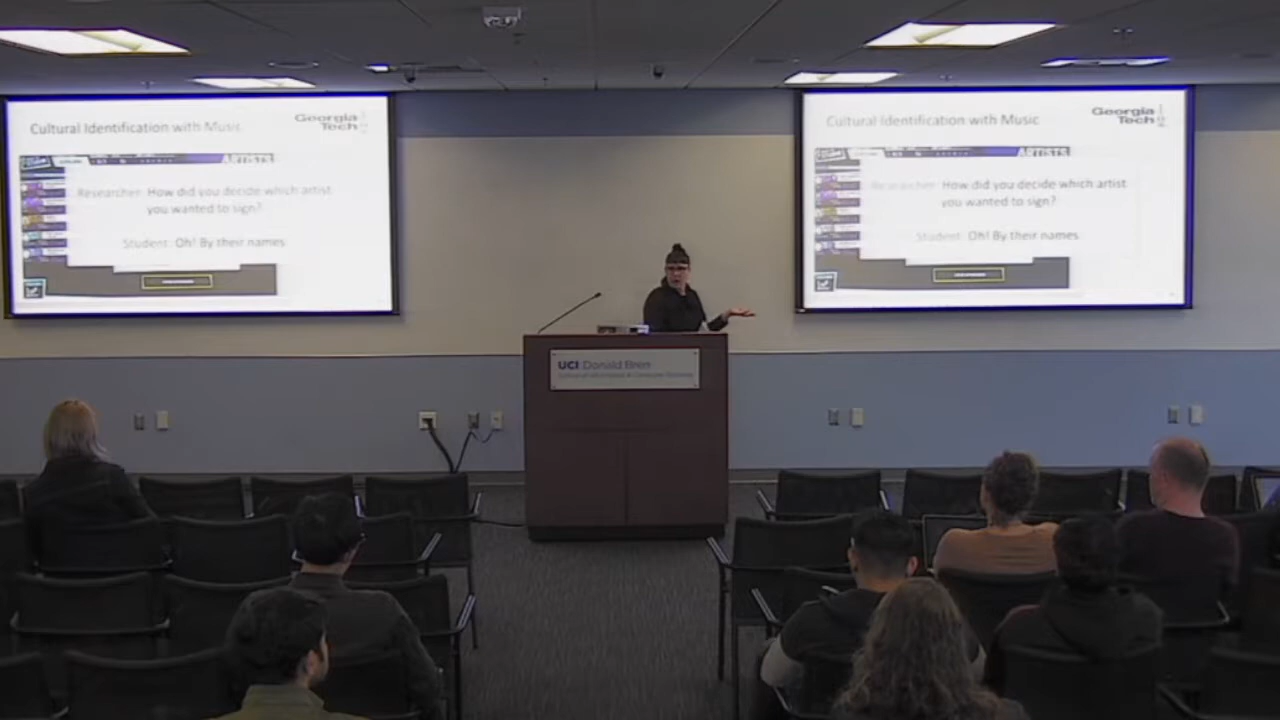 Cultural Identification with Music
Georgia
Tech
ARTISTS
Researcher: How did you decide which artist
you wanted to sign?
Student: Oh! By their names
Cultural Identification with Music
Georgia
Tech
ARTISTS
Researcher: How did you decide which artist
you wanted to sign?
Student: Oh! By their names
UCI Donald Bren